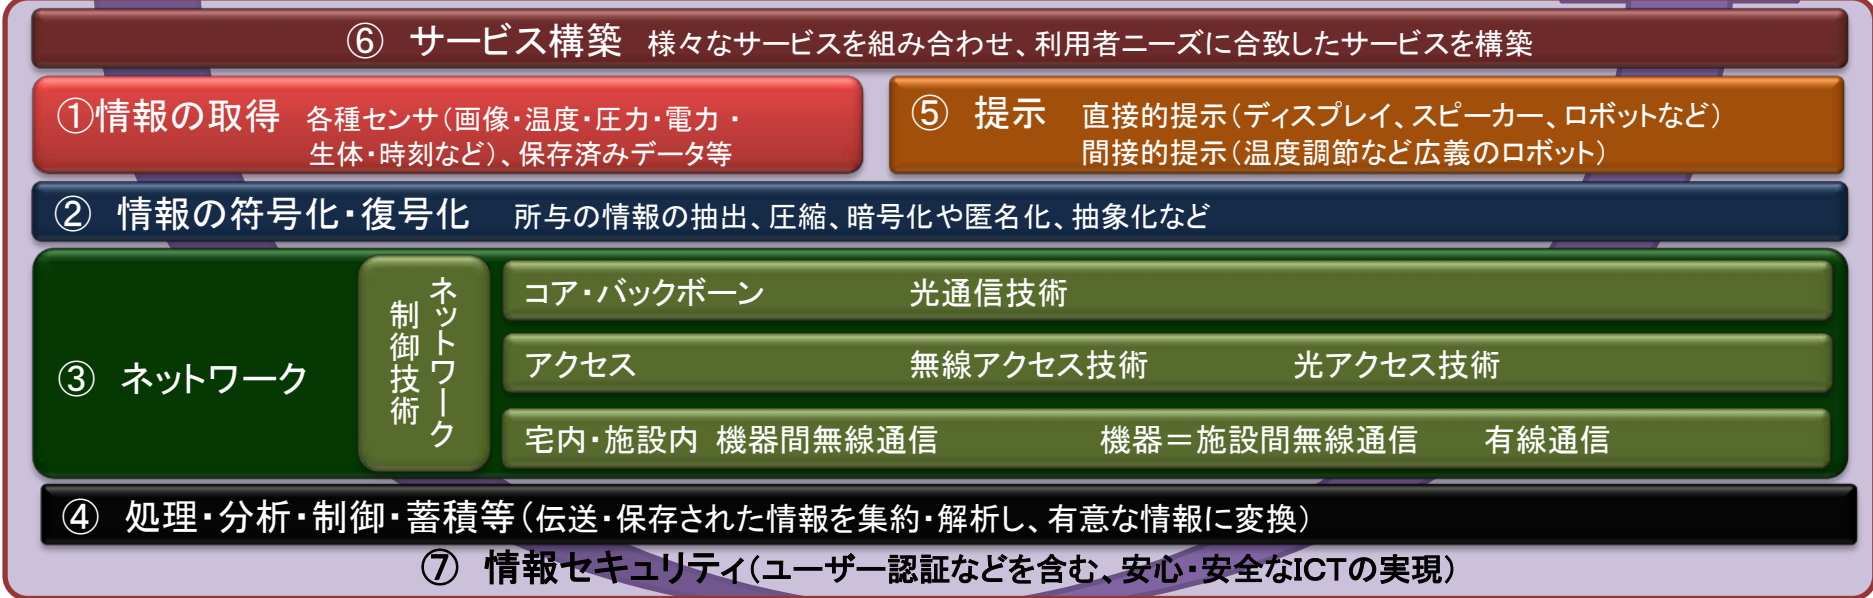 ⑥　サービス構築　様々なサービスを組み合わせ、利用者ニーズに合致したサービスを構築
①情報の取得　各種センサ（画像・温度・圧力・電力・
生体・時刻など）、保存済みデータ等
⑤　提示　直接的提示（ディスプレイ、スピーカー、ロボットなど）
間接的提示（温度調節など広義のロボット）
②　情報の符号化・復号化　所与の情報の抽出、圧縮、暗号化や匿名化、抽象化など
③　ネットワーク
ネットワーク
制御技術
コア・バックボーン　光通信技術
アクセス　無線アクセス技術　光アクセス技術
宅内・施設内　機器間無線通信　機器＝施設間無線通信　有線通信
④　処理・分析・制御・蓄積等（伝送・保存された情報を集約・解析し、有意な情報に変換）
⑦　情報セキュリティ（ユーザー認証などを含む、安心・安全なICTの実現）